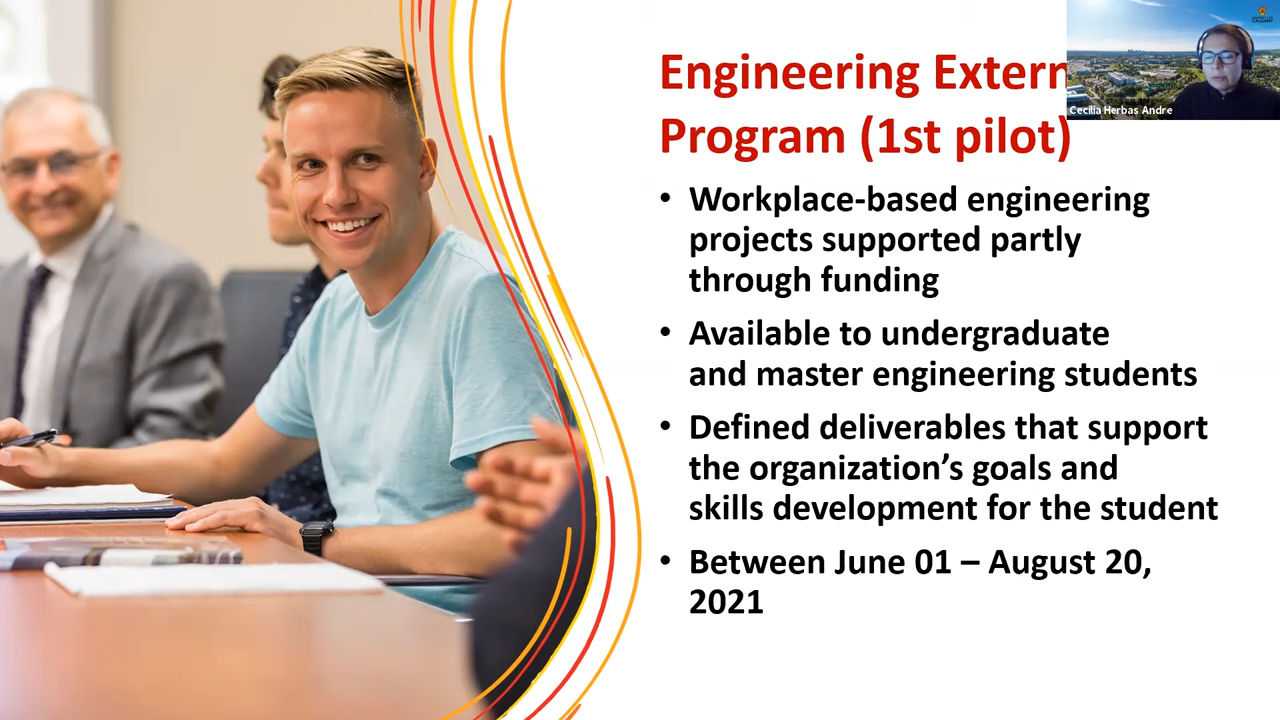 Engineering Extern
Program (1st pilot)
Cecilia Herbas Andre
• Workplace-based engineering
projects supported partly
through funding
• Available to undergraduate
and master engineering students
• Defined deliverables that support
the organization’s goals and
skills development for the student
• Between June 01 – August 20,
2021